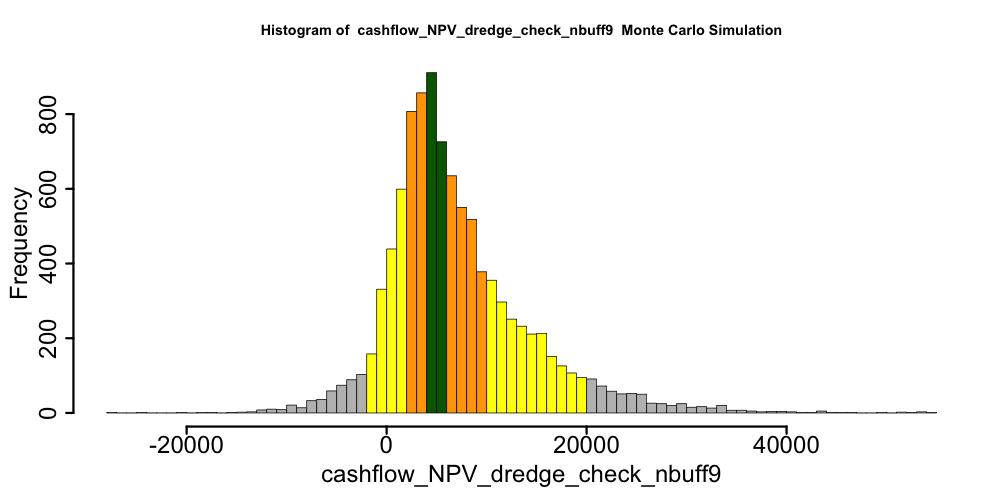 Histogram of  cashflow_NPV_dredge_check_nbuff9  Monte Carlo Simulation
Frequency
800
600
400
200
0
-20000 0 20000 40000
cashflow_NPV_dredge_check_nbuff9